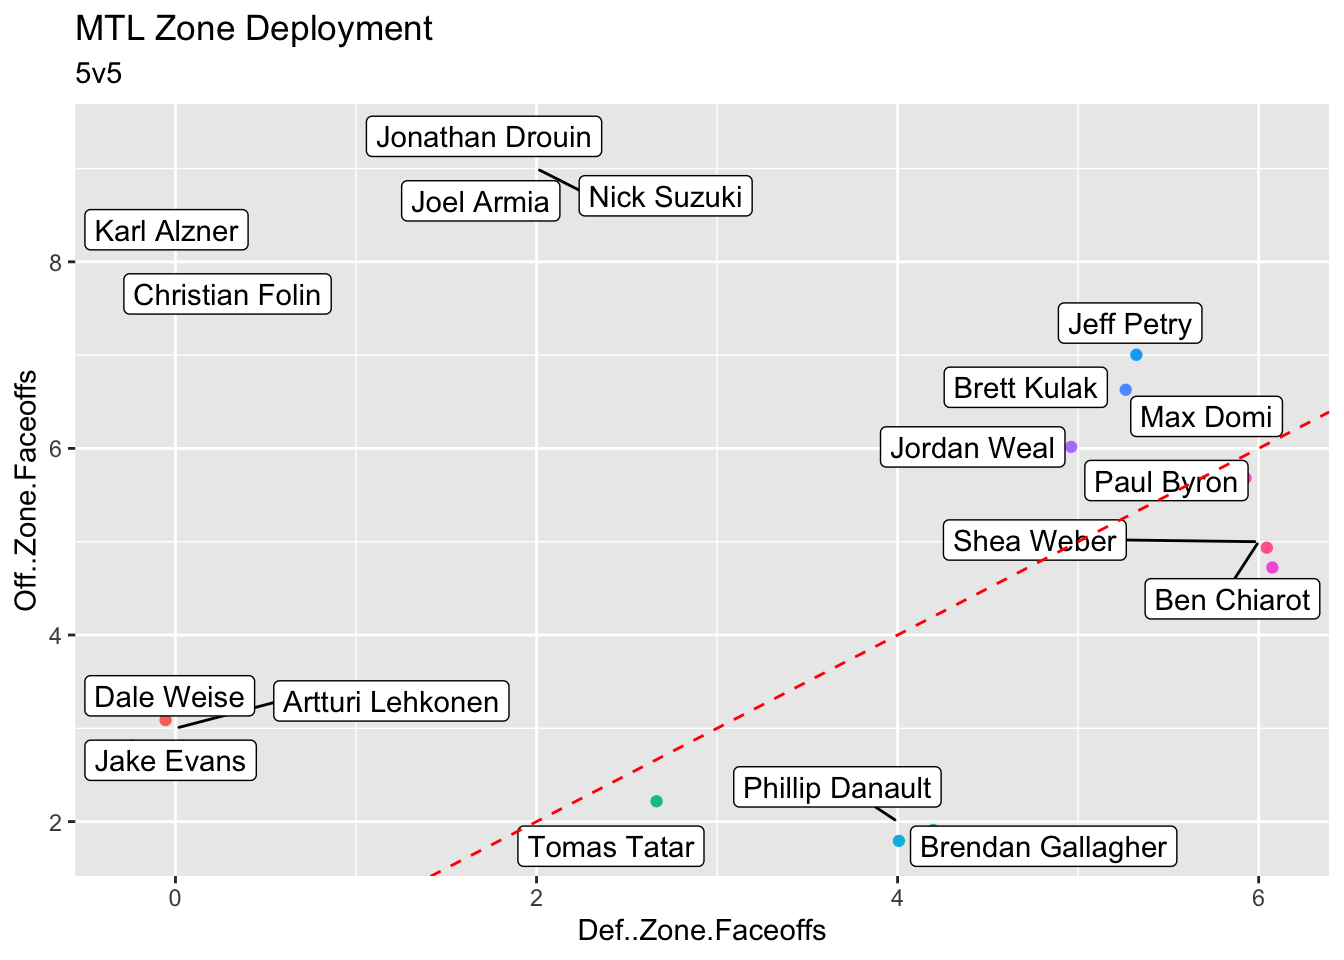 MTL Zone Deployment
5v5
Jonathan Drouin
Joel Armia
Nick Suzuki
Karl Alzner
Christian Folin
Jeff Petry
Brett Kulak
Max Domi
Jordan Weal
Paul Byron
Shea Weber
Ben Chiarot
Dale Weise
Artturi Lehkonen
Jake Evans
Phillip Danault
Tomas Tatar
Brendan Gallagher
8
6
4
2
Off..Zone.Faceoffs
0 2 4 6
Def..Zone.Faceoffs